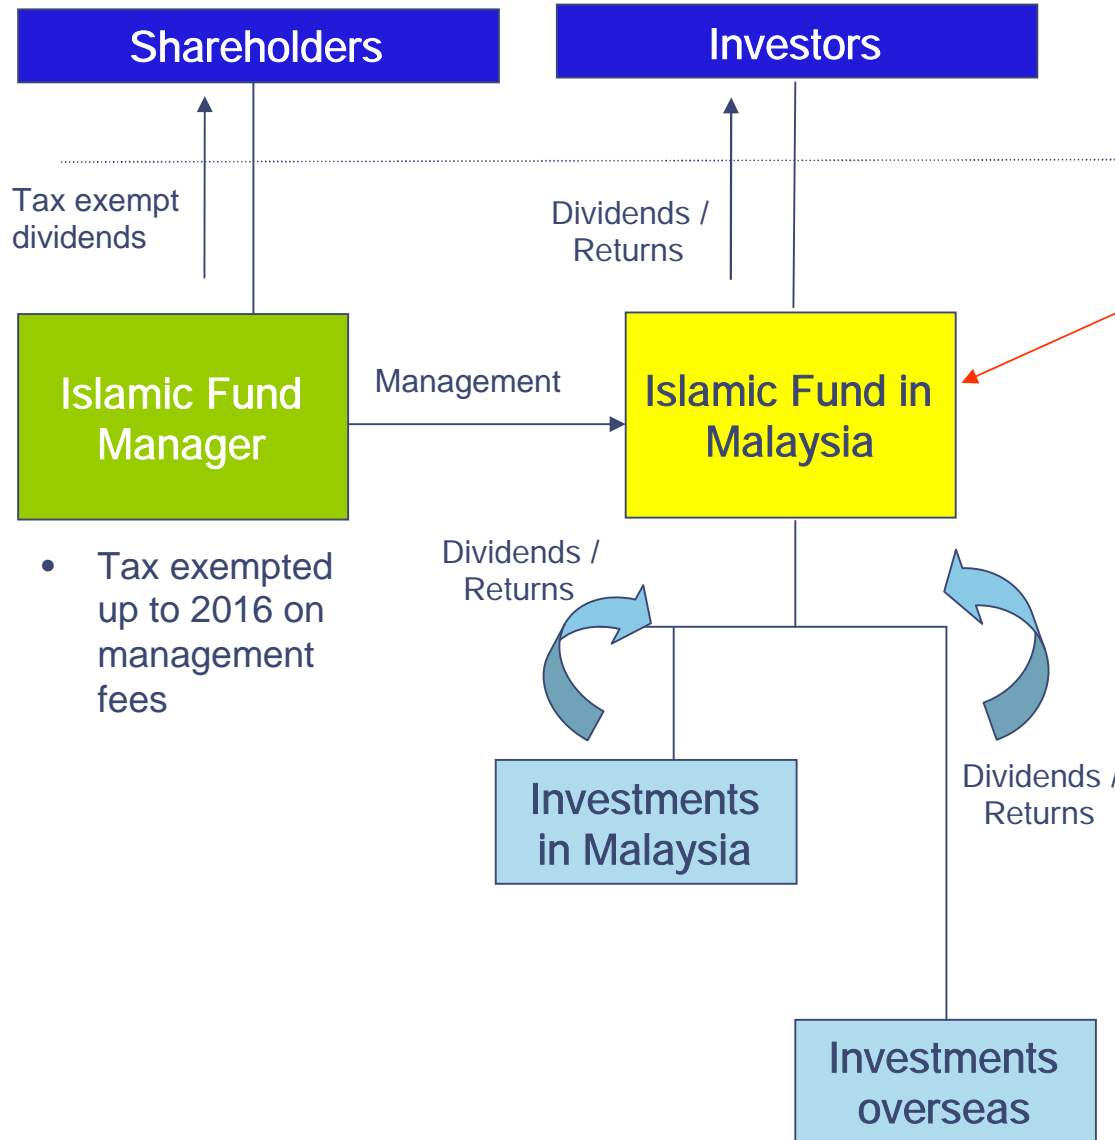 Shareholders
Investors
Tax exempt
dividends
Dividends /
Returns
Islamic Fund
Manager
Management
Islamic Fund in
Malaysia
• Tax exempted
up to 2016 on
management
fees
Dividends /
Returns
Investments
in Malaysia
Dividends /
Returns
Investments
overseas